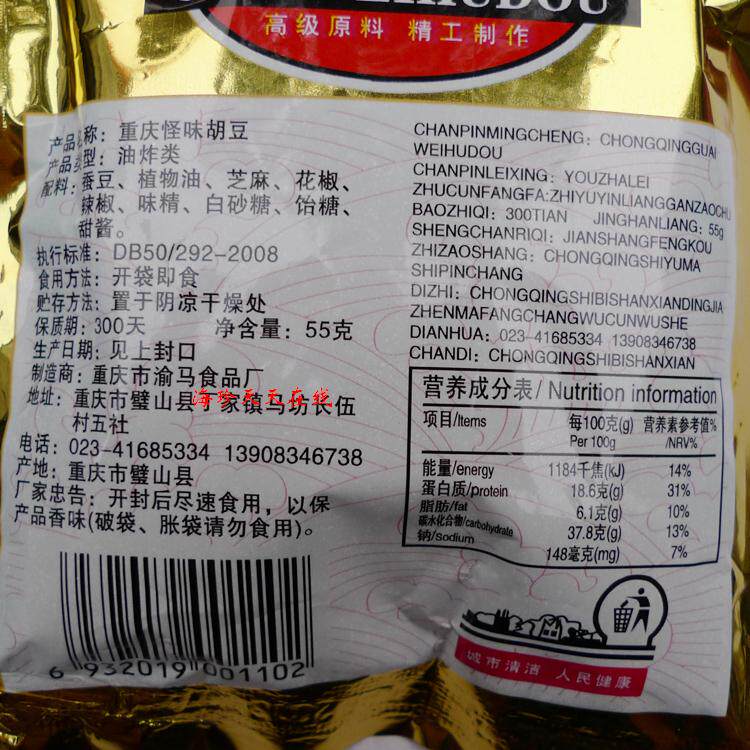 HUDOU
高级原料 精工制作
产品名称：重庆怪味胡豆
产品类型：油炸类
配料：蚕豆、植物油、芝麻、花椒、
辣椒、味精、白砂糖、饴糖、
甜酱。
执行标准：DB50/292-2008
食用方法：开袋即食
贮存方法：置于阴凉干燥处
保质期：300天 净含量：55克
生产日期：见上封口
制造商：重庆市渝马食品厂
地址：重庆市璧山县丁家镇马坊长伍
村五社
海珍天天在线
电话：023-41685334 13908346738
产地：重庆市璧山县
厂家忠告：开封后尽速食用，以保
产品香味(破袋、胀袋请勿食用)。
6 932019 001102
CHANPINMINGCHENG：CHONGQINGGUAI
WEIHUDOU
CHANPINLEIXING：YOUZHALEI
ZHUCUNFANGFA:ZHIYUYINLIANGGANZAOCHU
BAOZHIQI：300TIAN JINGHANLIANG：55g
SHENGCHANRIQI：JIANSHANGFENGKOU
ZHIZAOSHANG：CHONGQINGSHIYUMA
SHIPINCHANG
DIZHI：CHONGQINGSHIBISHANXIANDINGJIA
ZHENMAFANGCHANGWUCUNWUSHE
DIANHUA：023-41685334 13908346738
CHANDI：CHONGQINGSHIBISHANXIAN
营养成分表/ Nutrition information
项目/Items 每100克(g) 营养素参考值%
Per 100g /NRV%
能量/energy 1184千焦(kJ) 14%
蛋白质/protein 18.6克(g) 31%
脂肪/fat 6.1克(g) 10%
碳水化合物/carbohydrate 37.8克(g) 13%
钠/sodium 148毫克(mg) 7%
城市清洁 人民健康